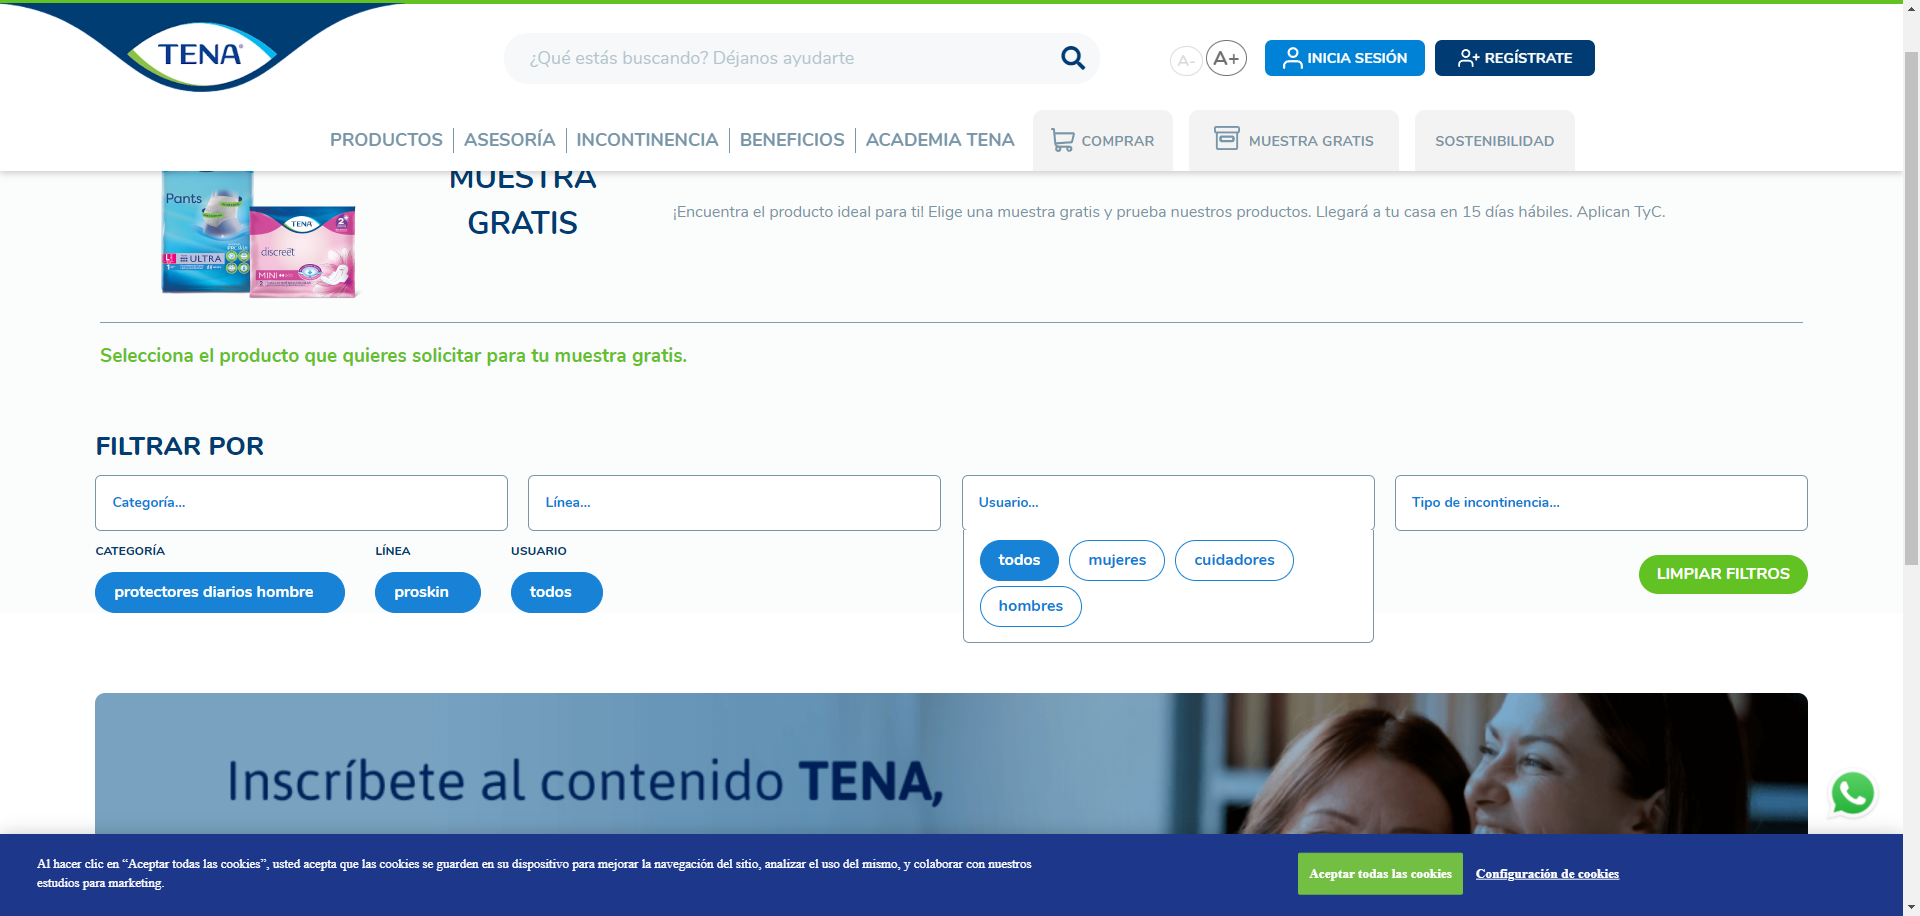 TENA
¿Qué estás buscando? Déjanos ayudarte
A-
A+
INICIA SESIÓN
REGÍSTRATE
PRODUCTOS
ASESORÍA
INCONTINENCIA
BENEFICIOS
ACADEMIA TENA
COMPRAR
MUESTRA GRATIS
SOSTENIBILIDAD
Pants
ULTRA
TENA
discreet
MINI
MUESTRA
GRATIS
¡Encuentra el producto ideal para ti! Elige una muestra gratis y prueba nuestros productos. Llegará a tu casa en 15 días hábiles. Aplican TyC.
Selecciona el producto que quieres solicitar para tu muestra gratis.
FILTRAR POR
Categoría...
Línea...
Usuario...
Tipo de incontinencia...
CATEGORÍA
LÍNEA
USUARIO
protectores diarios hombre
proskin
todos
todos
mujeres
cuidadores
hombres
LIMPIAR FILTROS
Inscríbete al contenido TENA,
Al hacer clic en “Aceptar todas las cookies”, usted acepta que las cookies se guarden en su dispositivo para mejorar la navegación del sitio, analizar el uso del mismo, y colaborar con nuestros
estudios para marketing.
Aceptar todas las cookies
Configuración de cookies